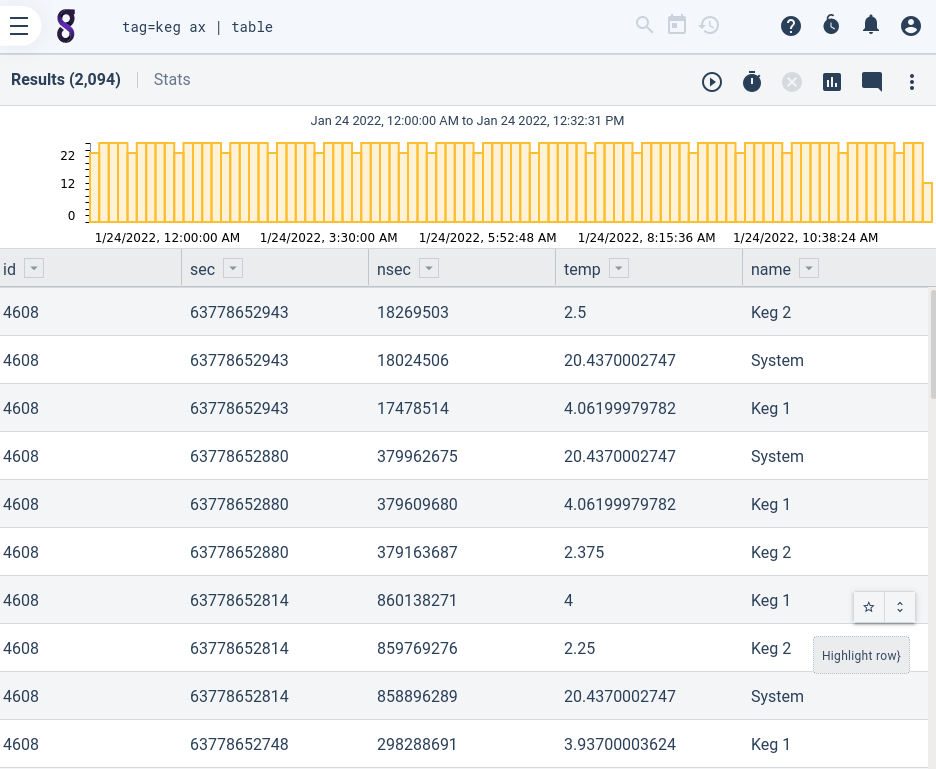 tag=keg ax | table
Results (2,094) Stats
Jan 24 2022, 12:00:00 AM to Jan 24 2022, 12:32:31 PM
22
12
0
1/24/2022, 12:00:00 AM 1/24/2022, 3:30:00 AM 1/24/2022, 5:52:48 AM 1/24/2022, 8:15:36 AM 1/24/2022, 10:38:24 AM
id sec nsec temp name
4608 63778652943 18269503 2.5 Keg 2
4608 63778652943 18024506 20.4370002747 System
4608 63778652943 17478514 4.06199979782 Keg 1
4608 63778652880 379962675 20.4370002747 System
4608 63778652880 379609680 4.06199979782 Keg 1
4608 63778652880 379163687 2.375 Keg 2
4608 63778652814 860138271 4 Keg 1
4608 63778652814 859769276 2.25 Keg 2
Highlight row}
4608 63778652814 858896289 20.4370002747 System
4608 63778652748 298288691 3.93700003624 Keg 1